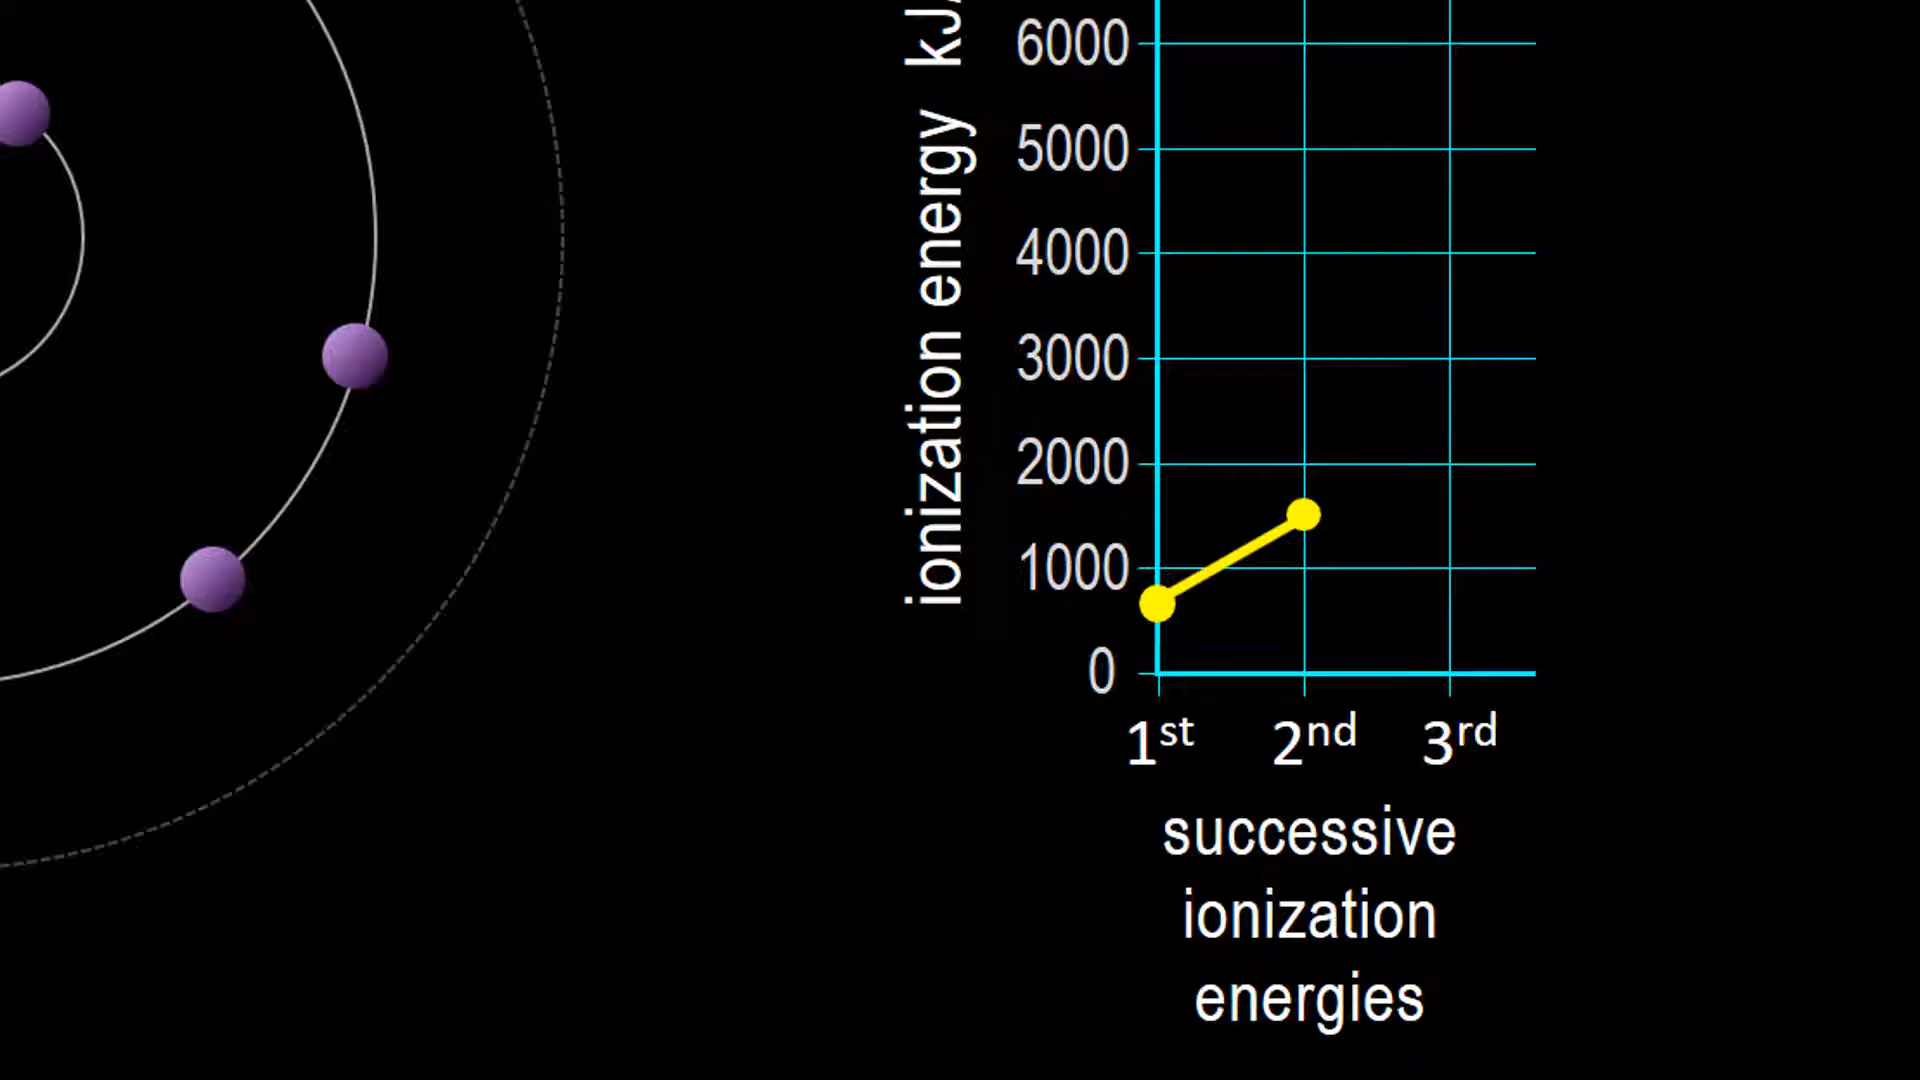 ionization energy kJ/
6000
5000
4000
3000
2000
1000
0
1st 2nd 3rd
successive
ionization
energies